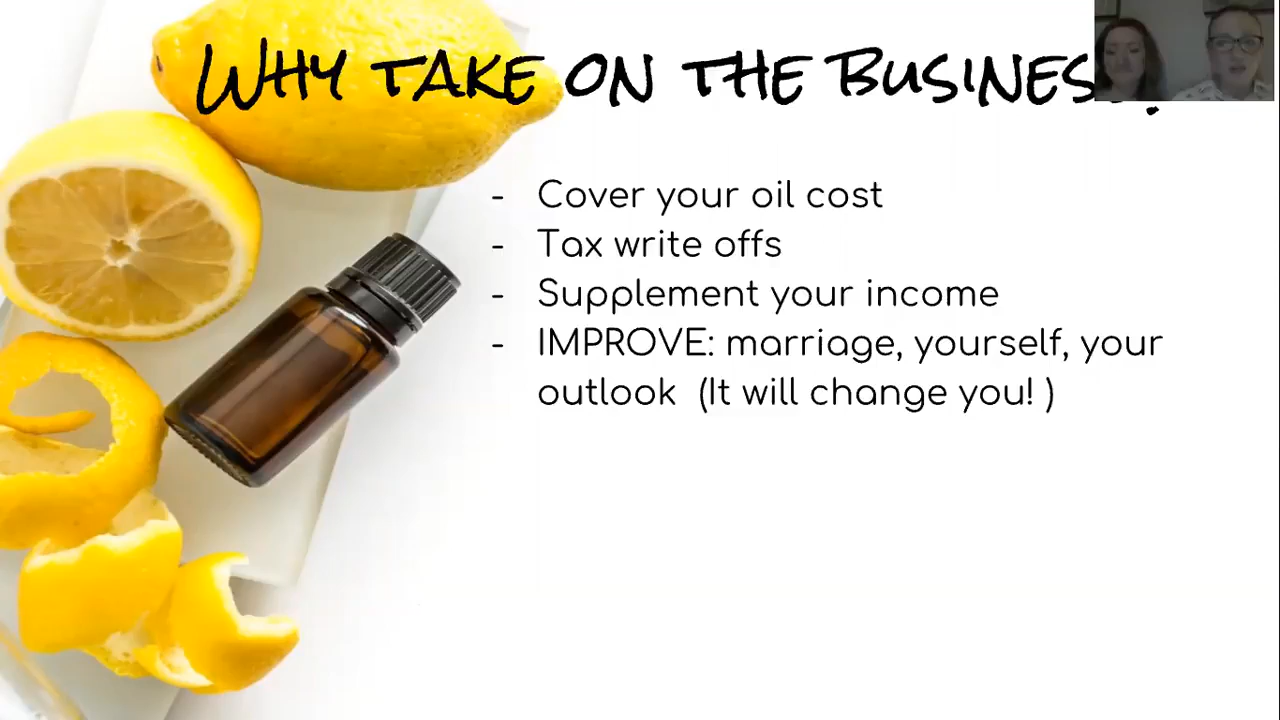 WHY TAKE ON THE BUSINES
- Cover your oil cost
- Tax write offs
- Supplement your income
- IMPROVE: marriage, yourself, your
outlook (It will change you! )